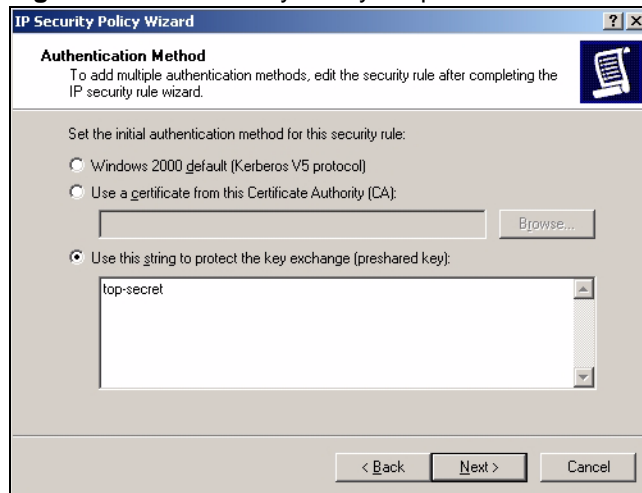 IP Security Policy Wizard
Authentication Method
To add multiple authentication methods, edit the security rule after completing the
IP security rule wizard.
Set the initial authentication method for this security rule:
Windows 2000 default (Kerberos V5 protocol)
Use a certificate from this Certificate Authority (CA):
Browse...
Use this string to protect the key exchange (preshared key):
top-secret
< Back Next > Cancel